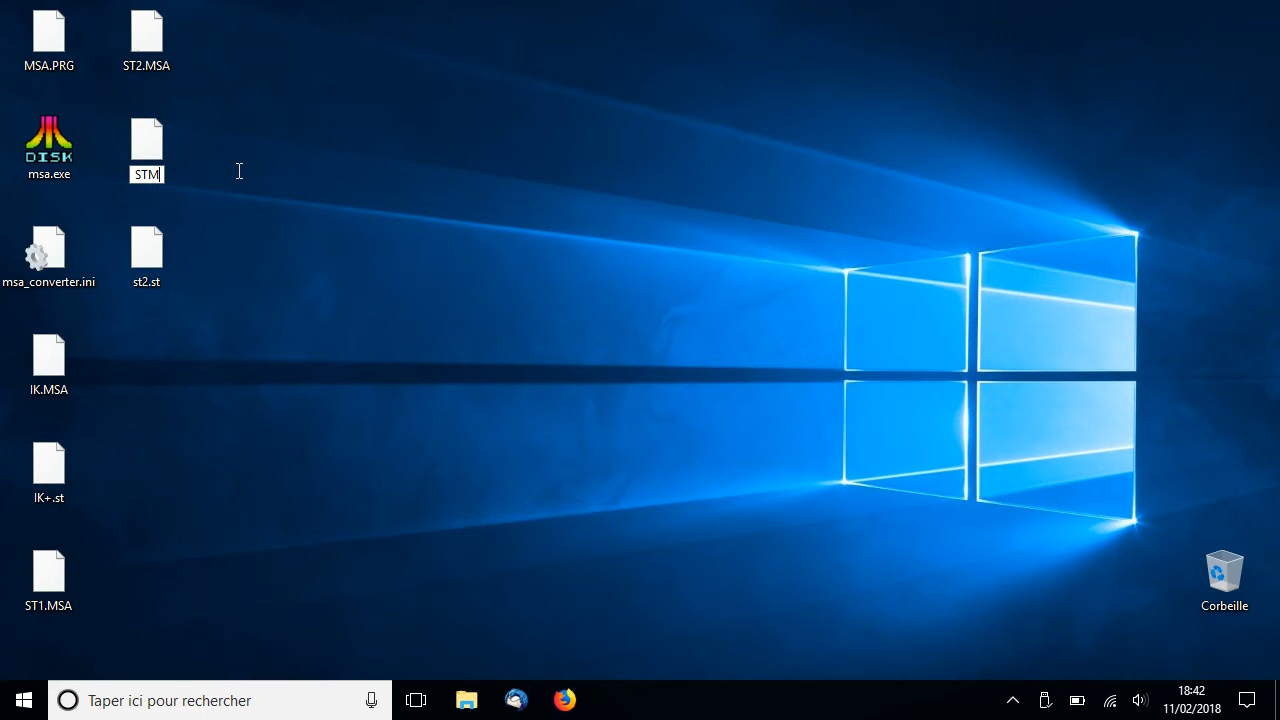 MSA.PRG
ST2.MSA
DISK
msa.exe
STM
msa_converter.ini
st2.st
IK.MSA
IK+.st
ST1.MSA
Corbeille
Taper ici pour rechercher
18:42
11/02/2018